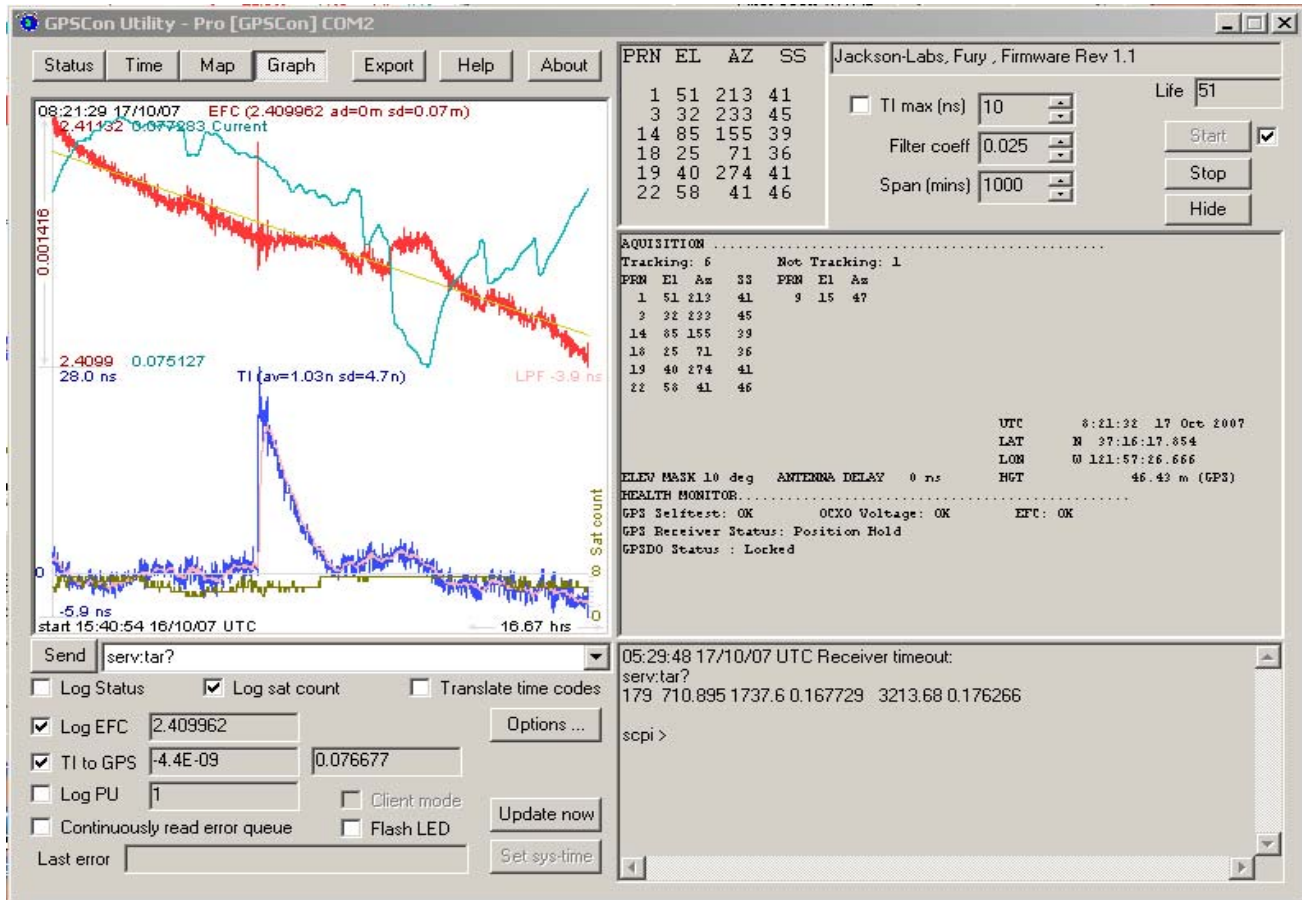 GPSCon Utility - Pro [GPSCon] COM2
Status Time Map Graph Export Help About
08:21:29 17/10/07 EFC (2.409962 ad=0m sd=0.07m)
2.41132 0.077283 Current
0.001416
2.4099 0.075127
28.0 ns TI (av=1.03n sd=4.7n) LPF -3.9 ns
Sat count
0 8
-5.9 ns 0
start 15:40:54 16/10/07 UTC 16.67 hrs
PRN EL AZ SS
1 51 213 41
3 32 233 45
14 85 155 39
18 25 71 36
19 40 274 41
22 58 41 46
Jackson-Labs, Fury , Firmware Rev 1.1
TI max (ns) 10
Filter coeff 0.025
Span (mins) 1000
Life 51
Start
Stop
Hide
AQUISITION ........................................................
Tracking: 6 Not Tracking: 1
PRN El Az SS PRN El Az
1 51 213 41 9 15 47
3 32 233 45
14 85 155 39
18 25 71 36
19 40 274 41
22 58 41 46
UTC 8:21:32 17 Oct 2007
LAT N 37:16:17.854
LON W 121:57:26.666
ELEV MASK 10 deg ANTENNA DELAY 0 ns HGT 46.43 m (GPS)
HEALTH MONITOR........................................................
GPS Selftest: OK OCXO Voltage: OK EFC: OK
GPS Receiver Status: Position Hold
GPSDO Status : Locked
Send serv:tar?
Log Status Log sat count Translate time codes
Log EFC 2.409962 Options ...
TI to GPS -4.4E-09 0.076677
Log PU 1 Client mode
Update now
Continuously read error queue Flash LED
Last error Set sys-time
05:29:48 17/10/07 UTC Receiver timeout:
serv:tar?
179 710.895 1737.6 0.167729 3213.68 0.176266
scpi >